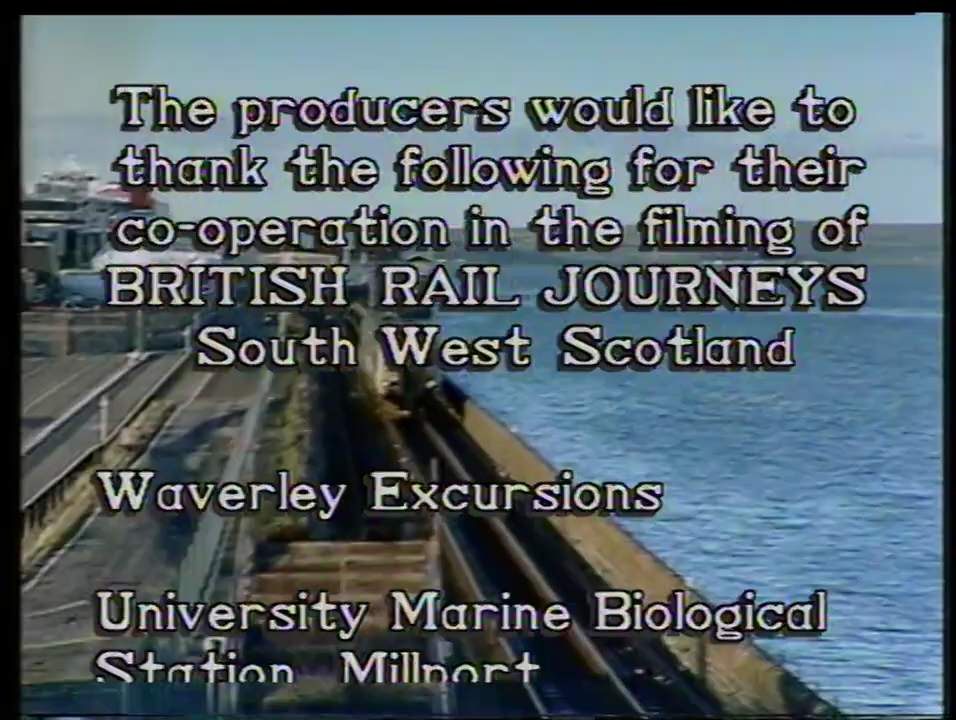 The producers would like to
thank the following for their
co-operation in the filming of
BRITISH RAIL JOURNEYS
South West Scotland
Waverley Excursions
University Marine Biological
Station Millport